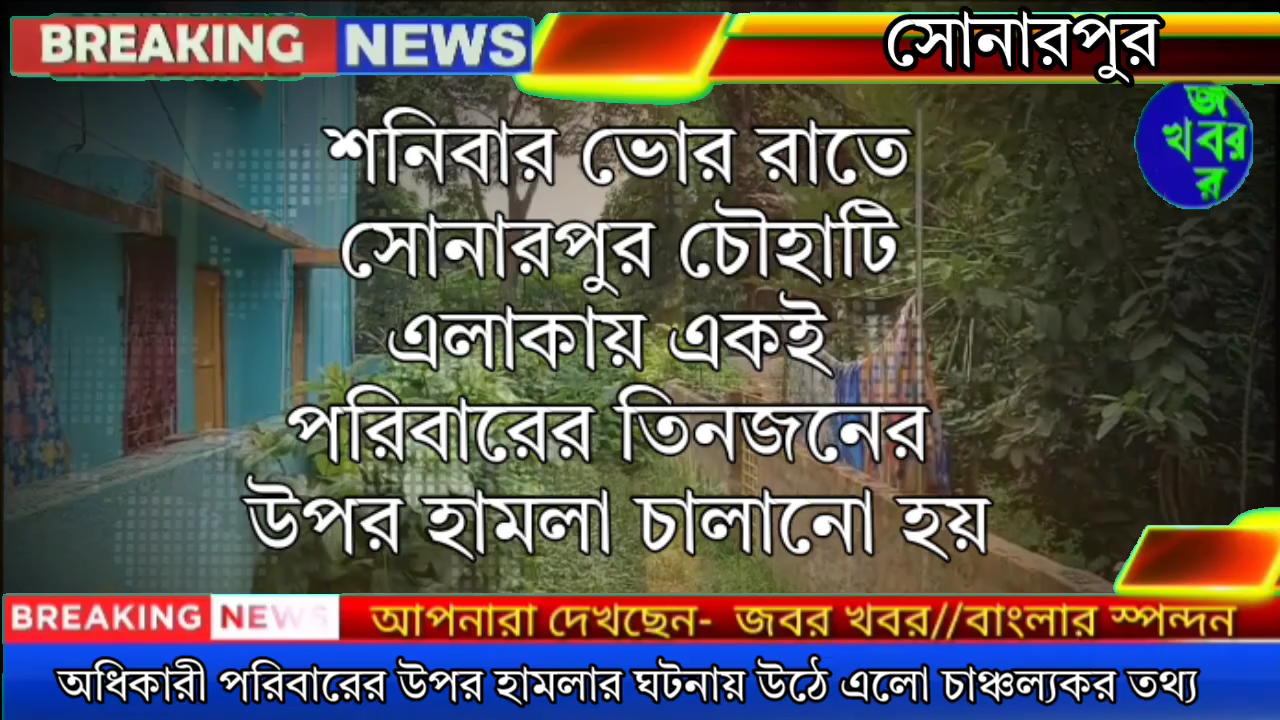 BREAKING NEWS
সোনারপুর
জ
খবর
র
শনিবার ভোর রাতে
সোনারপুর চৌহাটি
এলাকায় একই
পরিবারের তিনজনের
উপর হামলা চালানো হয়
BREAKING NEWS
আপনারা দেখছেন- জবর খবর//বাংলার স্পন্দন
অধিকারী পরিবারের উপর হামলার ঘটনায় উঠে এলো চাঞ্চল্যকর তথ্য